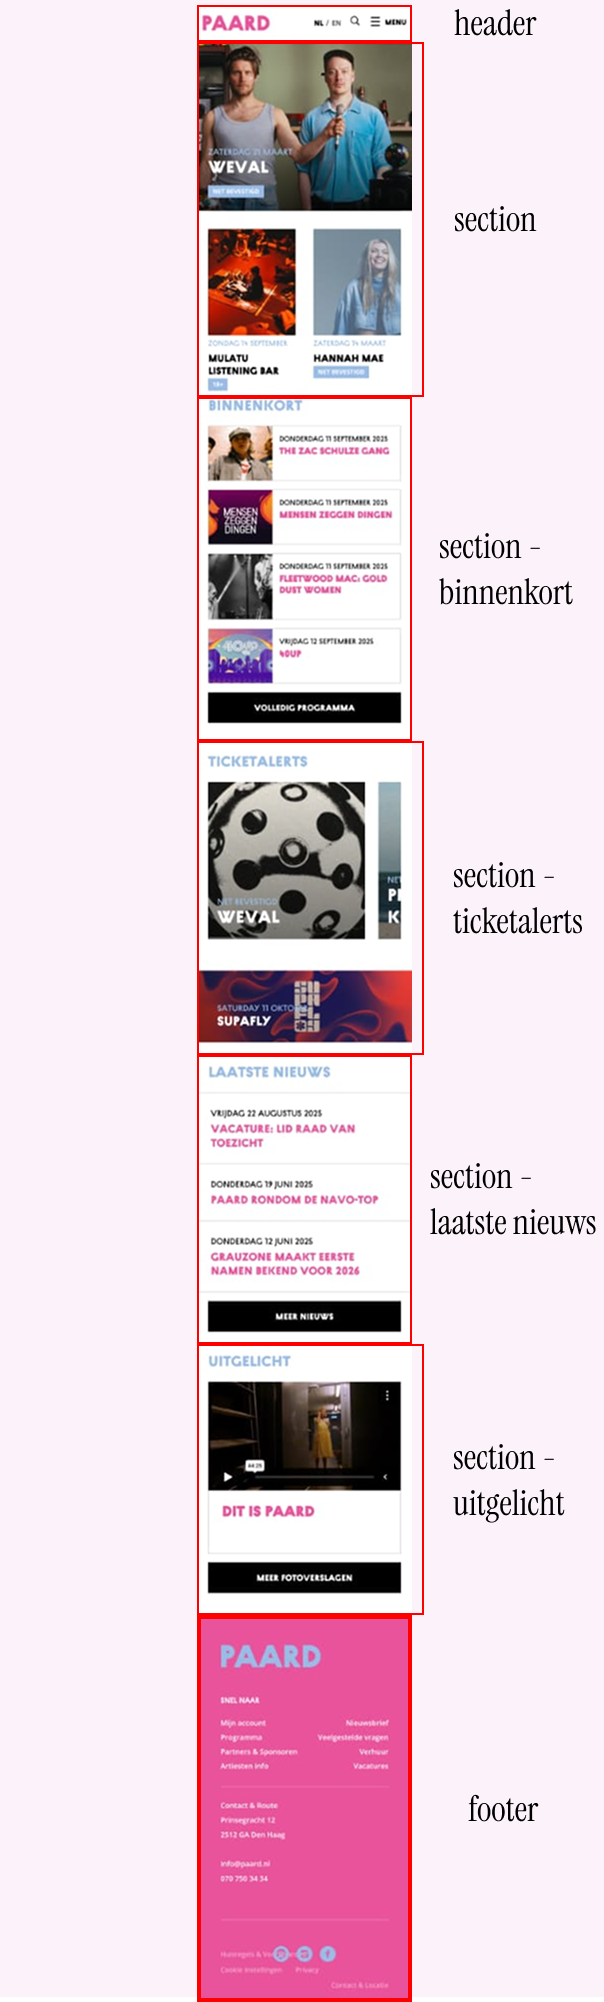 PAARD
NL / EN
MENU
header
ZATERDAG 21 MAART
WEVAL
NET BEVESTIGD
section
ZONDAG 14 SEPTEMBER
MULATU
LISTENING BAR
18+
ZATERDAG 14 MAART
HANNAH MAE
NET BEVESTIGD
BINNENKORT
DONDERDAG 11 SEPTEMBER 2025
THE ZAC SCHULZE GANG
MENSEN
ZEGGEN
DINGEN
DONDERDAG 11 SEPTEMBER 2025
MENSEN ZEGGEN DINGEN
section -
binnenkort
DONDERDAG 11 SEPTEMBER 2025
FLEETWOOD MAC: GOLD
DUST WOMEN
40UP
VRIJDAG 12 SEPTEMBER 2025
40UP
VOLLEDIG PROGRAMMA
TICKETALERTS
NET BEVESTIGD
WEVAL
NET
P
K
section -
ticketalerts
SATURDAY 11 OKTO
SUPAFLY
LAATSTE NIEUWS
VRIJDAG 22 AUGUSTUS 2025
VACATURE: LID RAAD VAN
TOEZICHT
section -
laatste nieuws
DONDERDAG 19 JUNI 2025
PAARD RONDOM DE NAVO-TOP
DONDERDAG 12 JUNI 2025
GRAUZONE MAAKT EERSTE
NAMEN BEKEND VOOR 2026
MEER NIEUWS
UITGELICHT
04:25
DIT IS PAARD
section -
uitgelicht
MEER FOTOVERSLAGEN
PAARD
SNEL NAAR
Mijn account
Nieuwsbrief
Programma
Veelgestelde vragen
Partners & Sponsoren
Verhuur
Artiesten info
Vacatures
Contact & Route
Prinsegracht 12
2512 GA Den Haag
footer
info@paard.nl
070 750 34 34
Huisregels &
Cookie instellingen
Privacy
Contact & Locatie